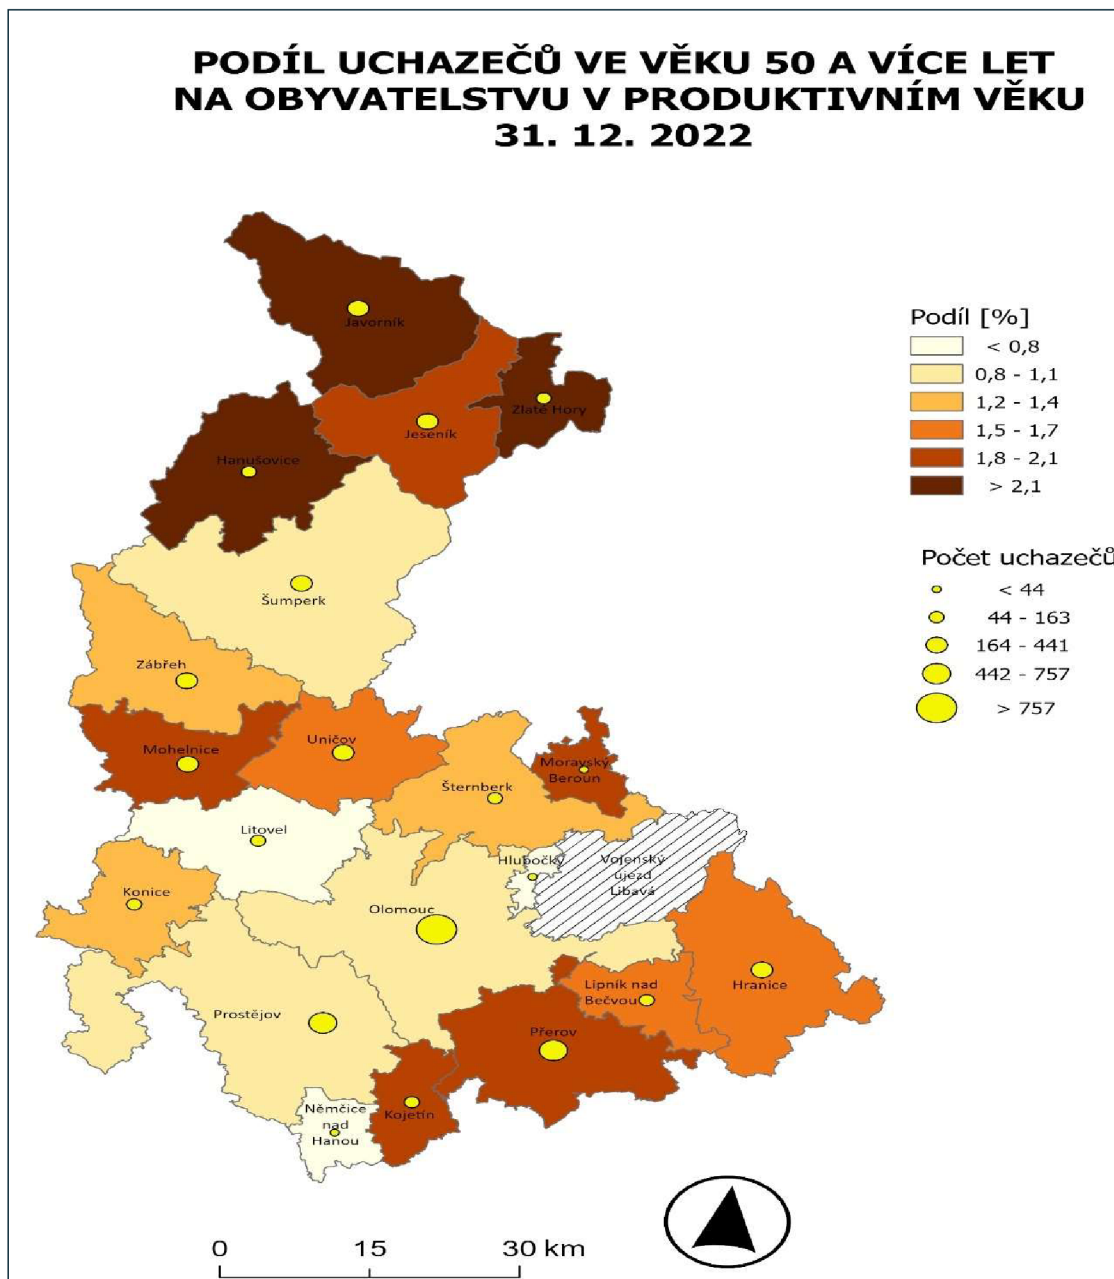 PODÍL UCHAZEČŮ VE VĚKU 50 A VÍCE LET
NA OBYVATELSTVU V PRODUKTIVNÍM VĚKU
31. 12. 2022
Podíl [%]
< 0,8
0,8 - 1,1
1,2 - 1,4
1,5 - 1,7
1,8 - 2,1
> 2,1
Počet uchazečů
< 44
44 - 163
164 - 441
442 - 757
> 757
Javorník
Zlaté Hory
Jeseník
Hanušovice
Šumperk
Zábřeh
Mohelnice
Uničov
Šternberk
Moravský
Beroun
Litovel
Hlubočky
Vojenský
újezd
Libavá
Konice
Olomouc
Hranice
Lipník nad
Bečvou
Prostějov
Přerov
Kojetín
Němčice
nad
Hanou
0 15 30 km